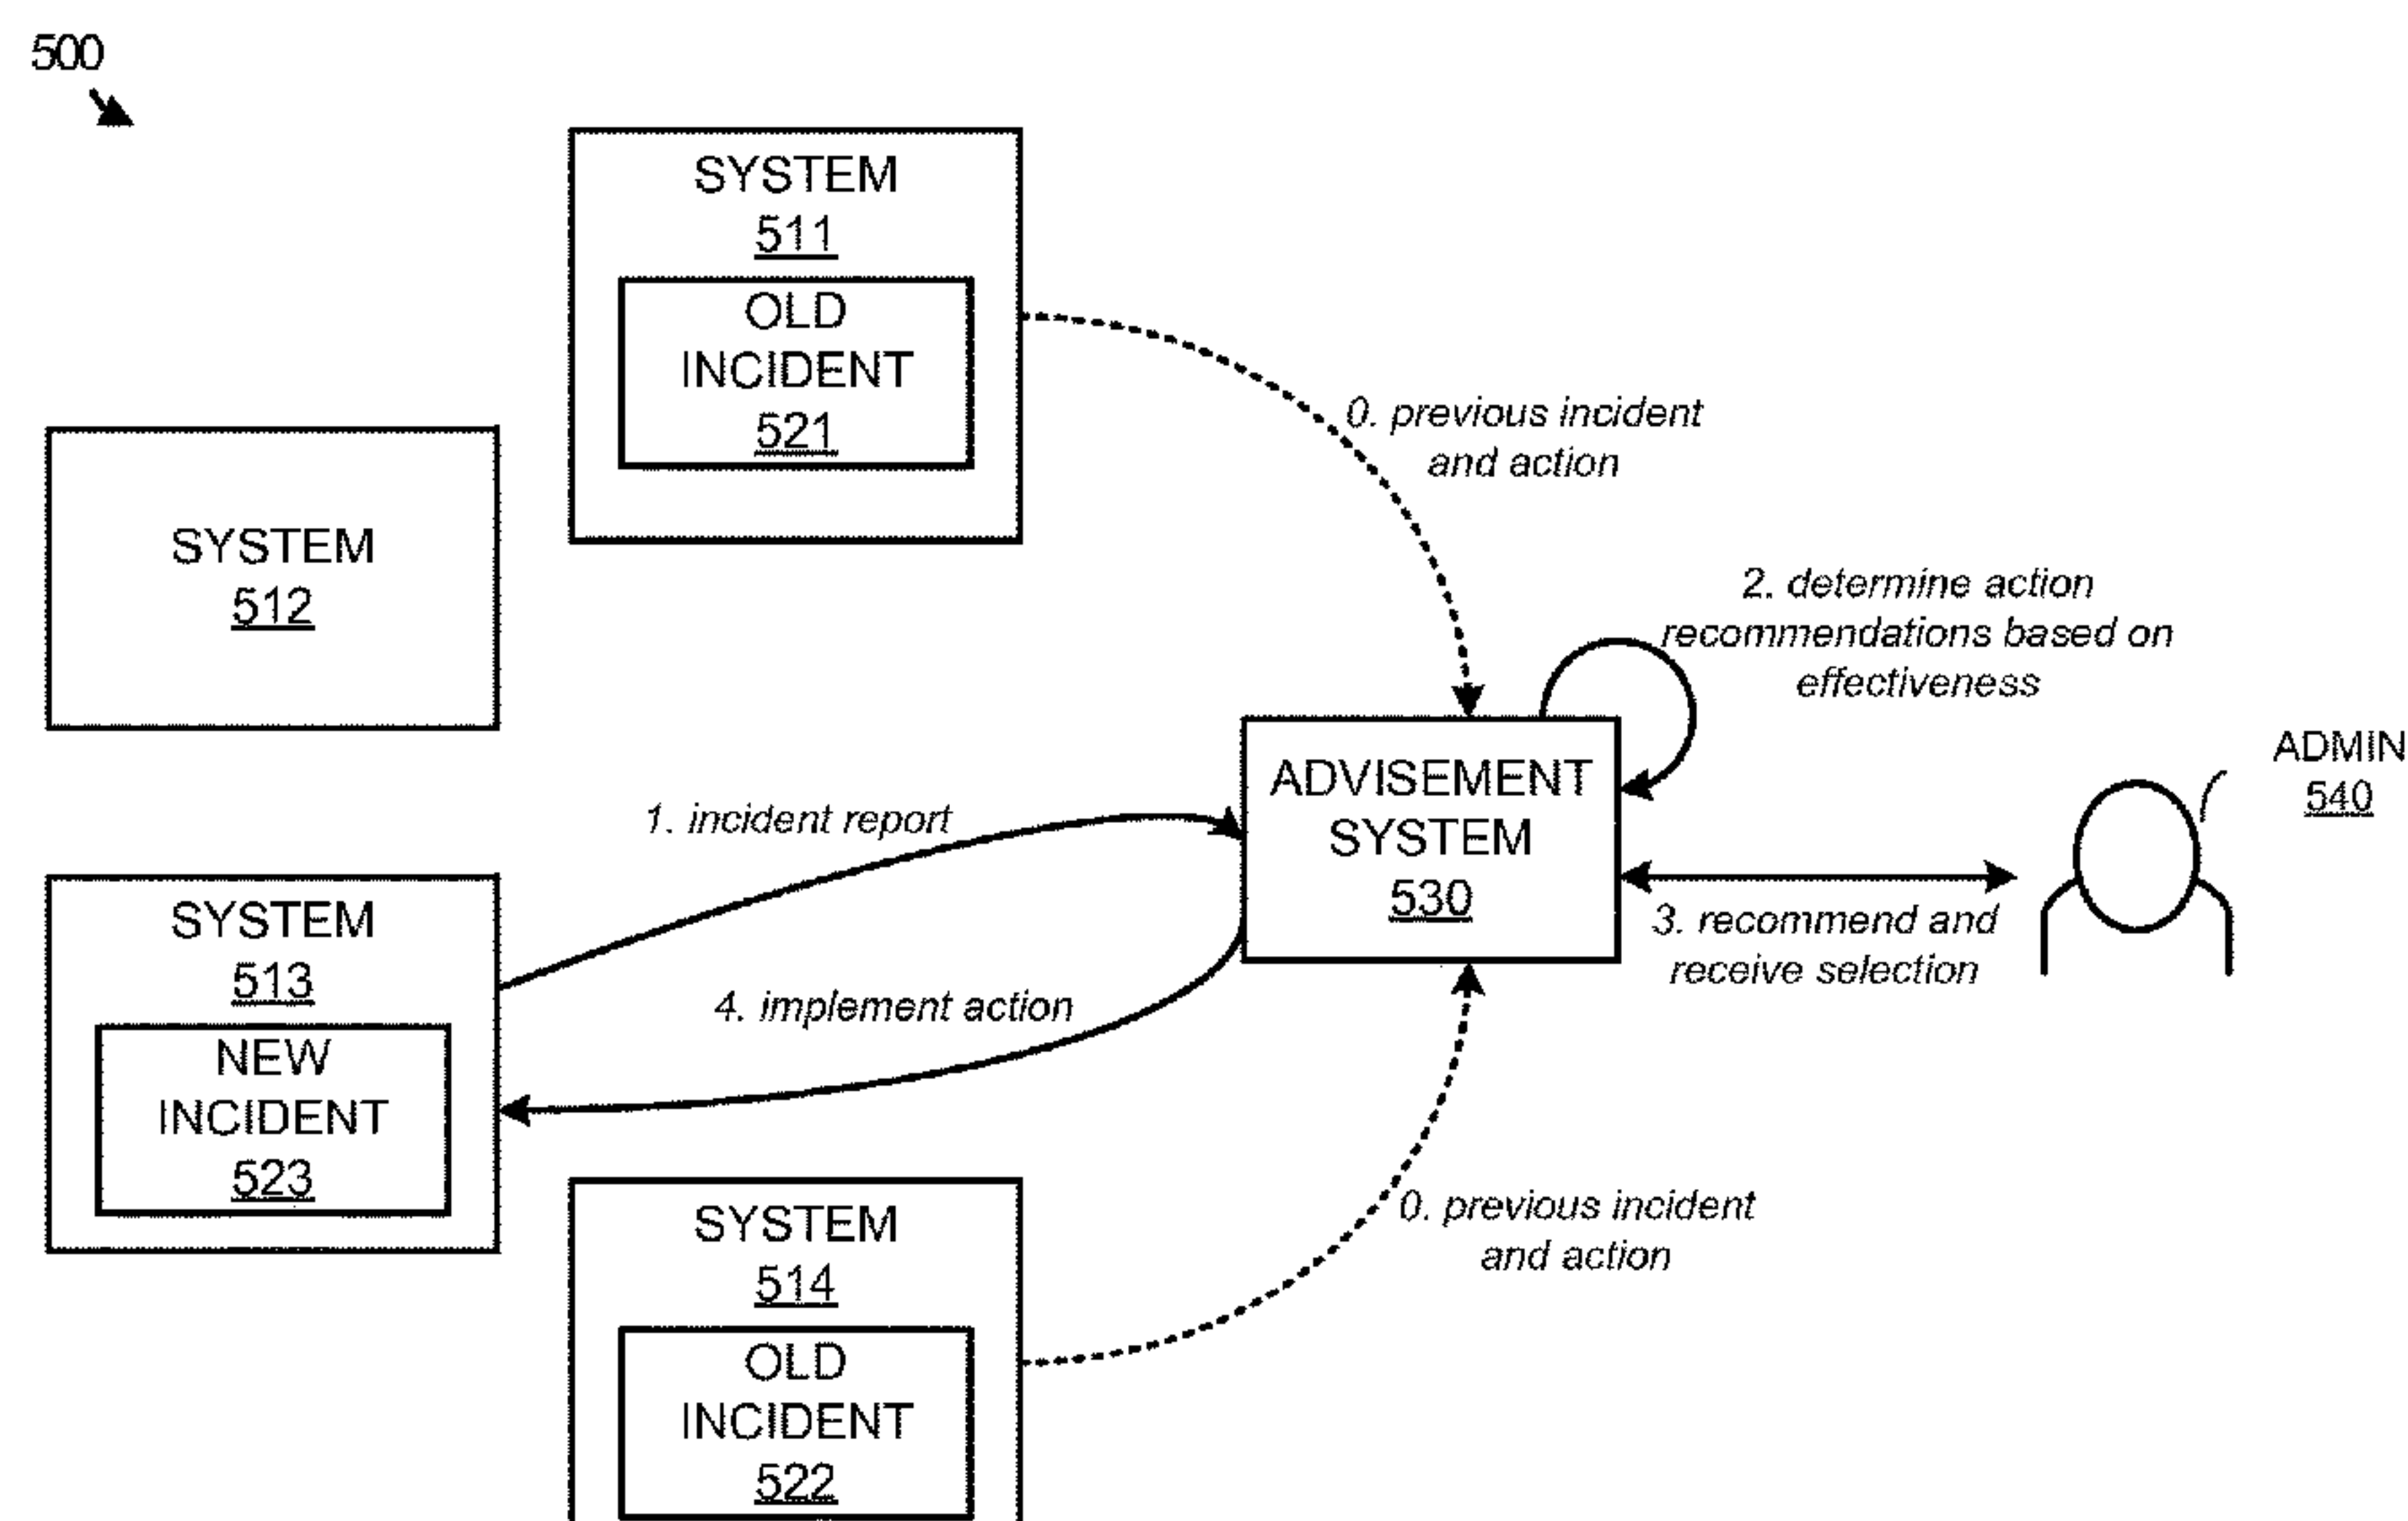 500
SYSTEM
511
OLD
INCIDENT
521
0. previous incident
and action
SYSTEM
512
2. determine action
recommendations based on
effectiveness
ADVISEMENT
SYSTEM
530
ADMIN
540
1. incident report
3. recommend and
receive selection
SYSTEM
513
NEW
INCIDENT
523
4. implement action
SYSTEM
514
OLD
INCIDENT
522
0. previous incident
and action